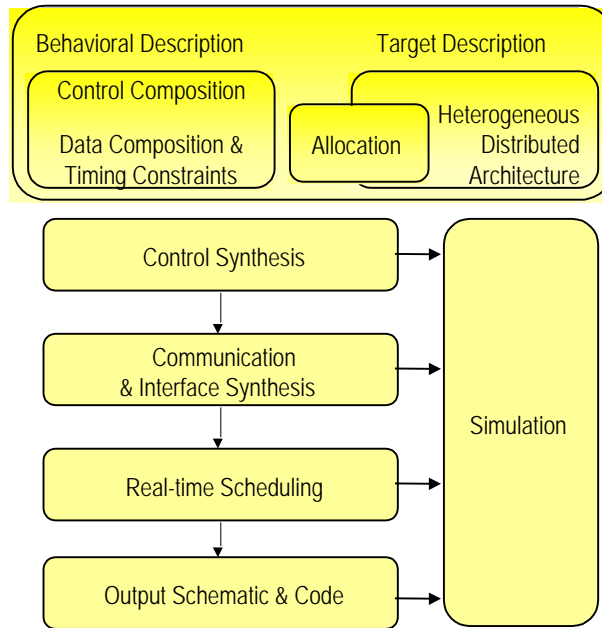 Behavioral Description
Target Description
Control Composition
Data Composition &
Timing Constraints
Allocation
Heterogeneous
Distributed
Architecture
Control Synthesis
Communication
& Interface Synthesis
Real-time Scheduling
Output Schematic & Code
Simulation